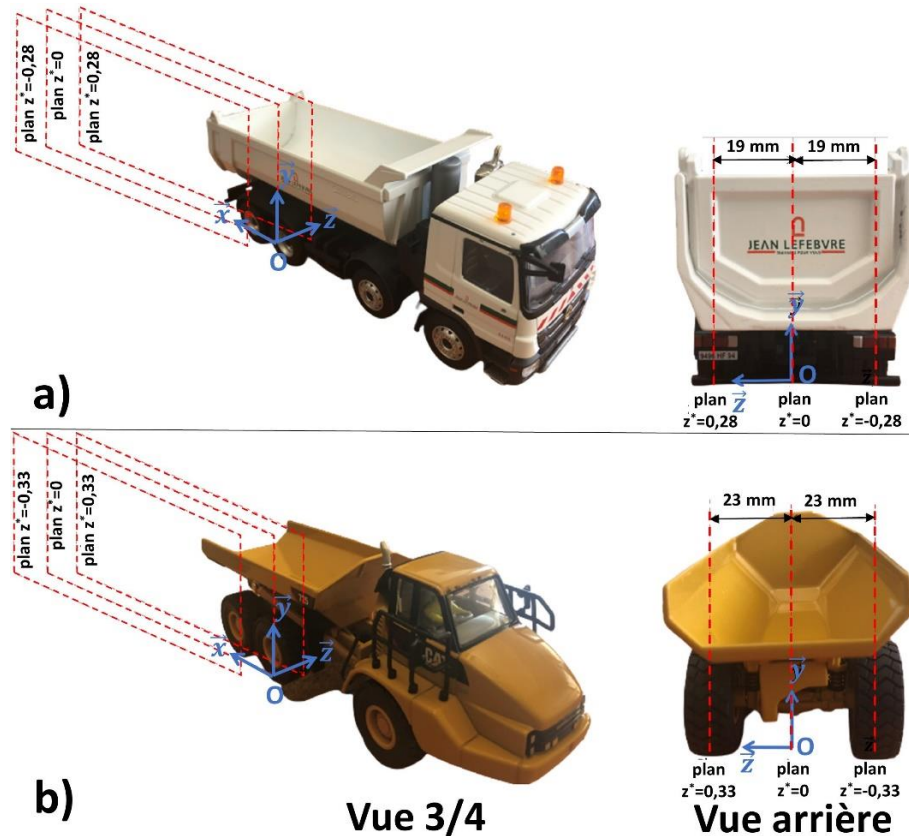 plan z*=-0,28
plan z*=0
plan z*=0,28
y
x
z
O
a)
19 mm 19 mm
JEAN LEFEBVRE
y
z
O
z
plan
z*=0,28
plan
z*=0
plan
z*=-0,28
plan z*=-0,33
plan z*=0
plan z*=0,33
y
x
z
O
725
CAT
b)
Vue 3/4
23 mm 23 mm
y
z
O
z
plan
z*=0,33
plan
z*=0
plan
z*=-0,33
Vue arrière